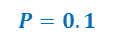 P = 0.1